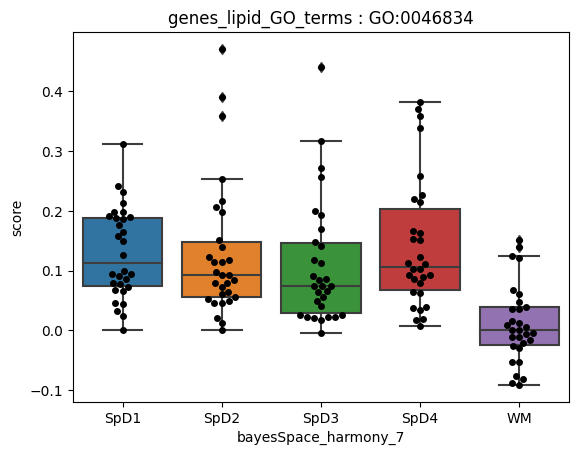 genes_lipid_GO_terms : GO:0046834
score
0.4
0.3
0.2
0.1
0.0
−0.1
SpD1 SpD2 SpD3 SpD4 WM
bayesSpace_harmony_7